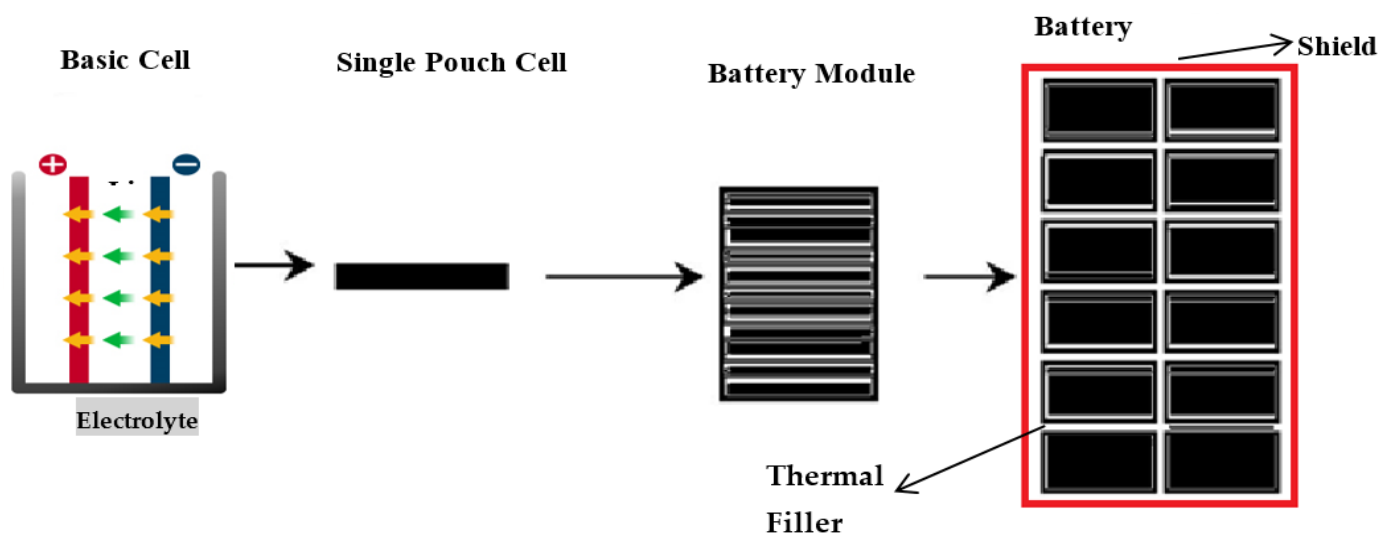 Basic Cell
Single Pouch Cell
Battery Module
Battery
Shield
+
−
Electrolyte
Thermal
Filler